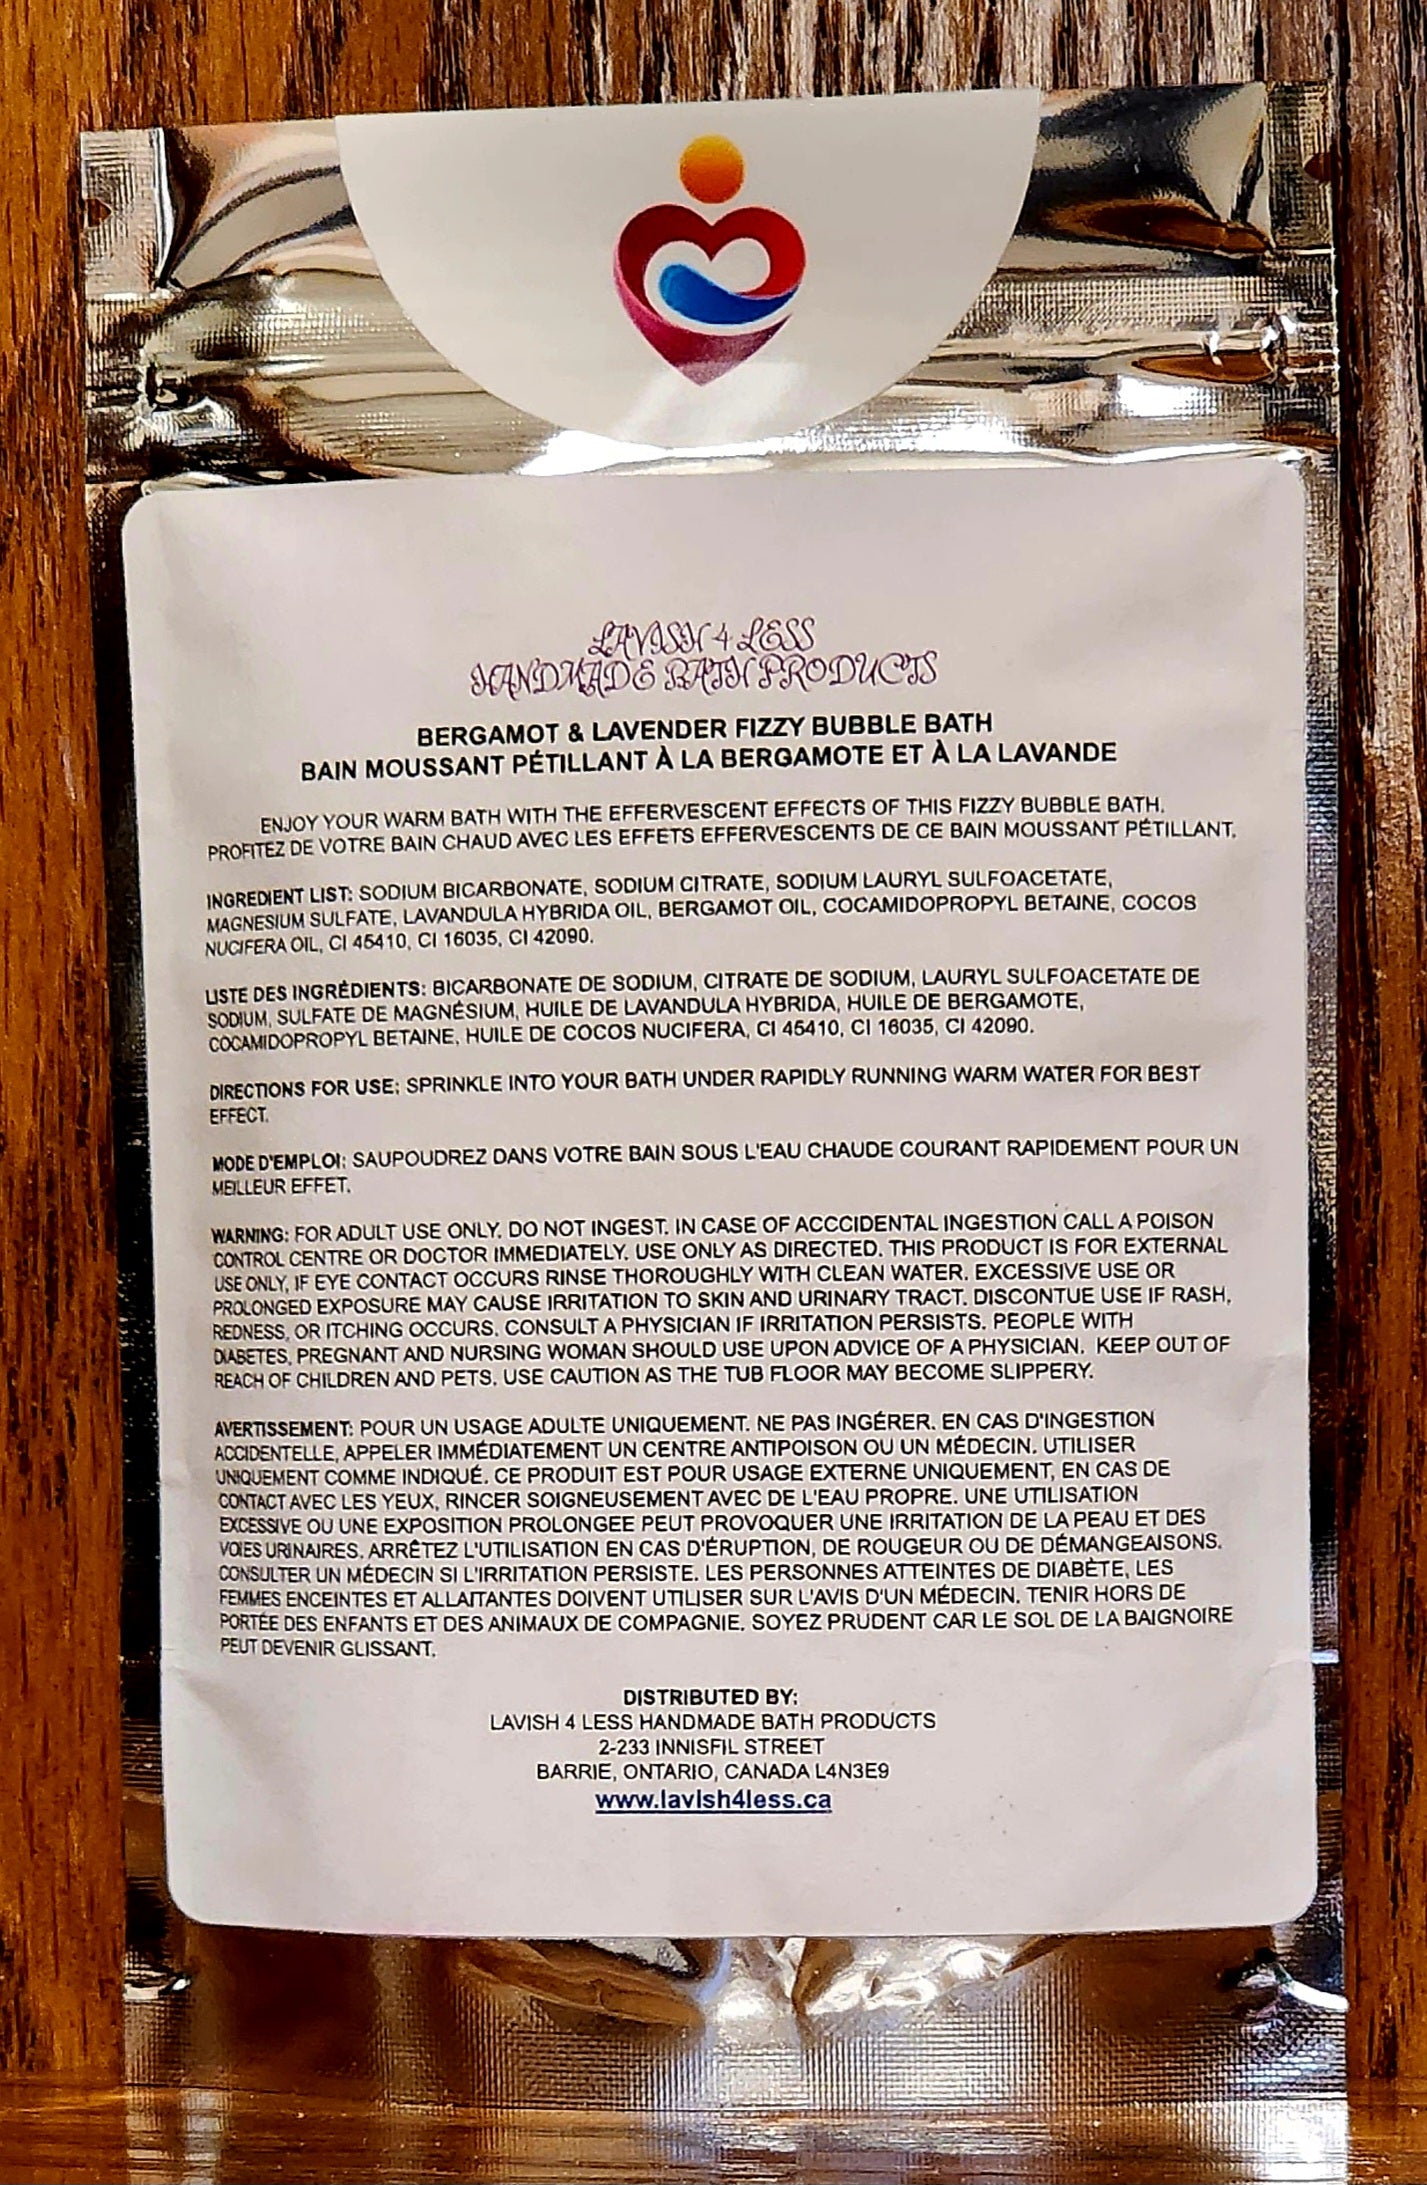 LAVISH 4 LESS
HANDMADE BATH PRODUCTS
BERGAMOT & LAVENDER FIZZY BUBBLE BATH
BAIN MOUSSANT PÉTILLANT À LA BERGAMOTE ET À LA LAVANDE
ENJOY YOUR WARM BATH WITH THE EFFERVESCENT EFFECTS OF THIS FIZZY BUBBLE BATH.
PROFITEZ DE VOTRE BAIN CHAUD AVEC LES EFFETS EFFERVESCENTS DE CE BAIN MOUSSANT PÉTILLANT.
INGREDIENT LIST: SODIUM BICARBONATE, SODIUM CITRATE, SODIUM LAURYL SULFOACETATE,
MAGNESIUM SULFATE, LAVANDULA HYBRIDA OIL, BERGAMOT OIL, COCAMIDOPROPYL BETAINE, COCOS
NUCIFERA OIL, CI 45410, CI 16035, CI 42090.
LISTE DES INGRÉDIENTS: BICARBONATE DE SODIUM, CITRATE DE SODIUM, LAURYL SULFOACETATE DE
SODIUM, SULFATE DE MAGNÉSIUM, HUILE DE LAVANDULA HYBRIDA, HUILE DE BERGAMOTE,
COCAMIDOPROPYL BETAINE, HUILE DE COCOS NUCIFERA, CI 45410, CI 16035, CI 42090.
DIRECTIONS FOR USE: SPRINKLE INTO YOUR BATH UNDER RAPIDLY RUNNING WARM WATER FOR BEST
EFFECT.
MODE D'EMPLOI: SAUPOUDREZ DANS VOTRE BAIN SOUS L'EAU CHAUDE COURANT RAPIDEMENT POUR UN
MEILLEUR EFFET.
WARNING: FOR ADULT USE ONLY. DO NOT INGEST. IN CASE OF ACCCIDENTAL INGESTION CALL A POISON
CONTROL CENTRE OR DOCTOR IMMEDIATELY. USE ONLY AS DIRECTED. THIS PRODUCT IS FOR EXTERNAL
USE ONLY, IF EYE CONTACT OCCURS RINSE THOROUGHLY WITH CLEAN WATER. EXCESSIVE USE OR
PROLONGED EXPOSURE MAY CAUSE IRRITATION TO SKIN AND URINARY TRACT. DISCONTUE USE IF RASH,
REDNESS, OR ITCHING OCCURS. CONSULT A PHYSICIAN IF IRRITATION PERSISTS. PEOPLE WITH
DIABETES, PREGNANT AND NURSING WOMAN SHOULD USE UPON ADVICE OF A PHYSICIAN. KEEP OUT OF
REACH OF CHILDREN AND PETS. USE CAUTION AS THE TUB FLOOR MAY BECOME SLIPPERY.
AVERTISSEMENT: POUR UN USAGE ADULTE UNIQUEMENT. NE PAS INGÉRER. EN CAS D'INGESTION
ACCIDENTELLE, APPELER IMMÉDIATEMENT UN CENTRE ANTIPOISON OU UN MÉDECIN. UTILISER
UNIQUEMENT COMME INDIQUÉ. CE PRODUIT EST POUR USAGE EXTERNE UNIQUEMENT, EN CAS DE
CONTACT AVEC LES YEUX, RINCER SOIGNEUSEMENT AVEC DE L'EAU PROPRE. UNE UTILISATION
EXCESSIVE OU UNE EXPOSITION PROLONGEE PEUT PROVOQUER UNE IRRITATION DE LA PEAU ET DES
VOIES URINAIRES. ARRÊTEZ L'UTILISATION EN CAS D'ÉRUPTION, DE ROUGEUR OU DE DÉMANGEAISONS.
CONSULTER UN MÉDECIN SI L'IRRITATION PERSISTE. LES PERSONNES ATTEINTES DE DIABÈTE, LES
FEMMES ENCEINTES ET ALLAITANTES DOIVENT UTILISER SUR L'AVIS D'UN MÉDECIN. TENIR HORS DE
PORTÉE DES ENFANTS ET DES ANIMAUX DE COMPAGNIE. SOYEZ PRUDENT CAR LE SOL DE LA BAIGNOIRE
PEUT DEVENIR GLISSANT.
DISTRIBUTED BY:
LAVISH 4 LESS HANDMADE BATH PRODUCTS
2-233 INNISFIL STREET
BARRIE, ONTARIO, CANADA L4N3E9
www.lavish4less.ca